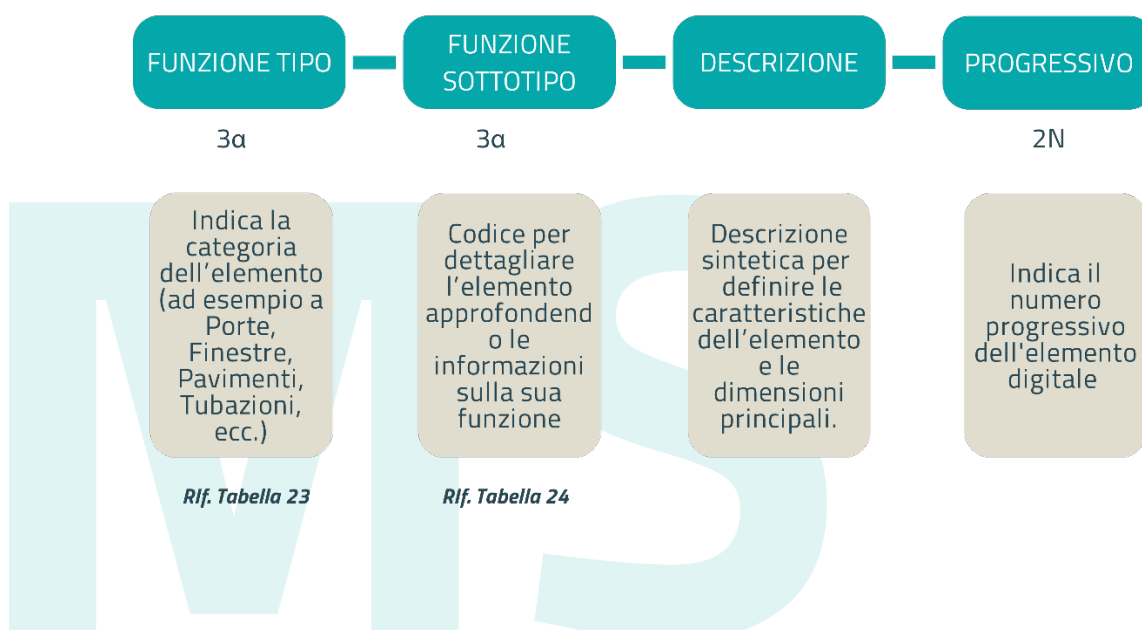 FUNZIONE TIPO
FUNZIONE
SOTTOTIPO
DESCRIZIONE
PROGRESSIVO
3α
3α
2N
Indica la
categoria
dell'elemento
(ad esempio a
Porte,
Finestre,
Pavimenti,
Tubazioni,
ecc.)
Codice per
dettagliare
l'elemento
approfondend
o le
informazioni
sulla sua
funzione
Descrizione
sintetica per
definire le
caratteristiche
dell'elemento
e le
dimensioni
principali.
Indica il
numero
progressivo
dell'elemento
digitale
RIf. Tabella 23
RIf. Tabella 24
MS